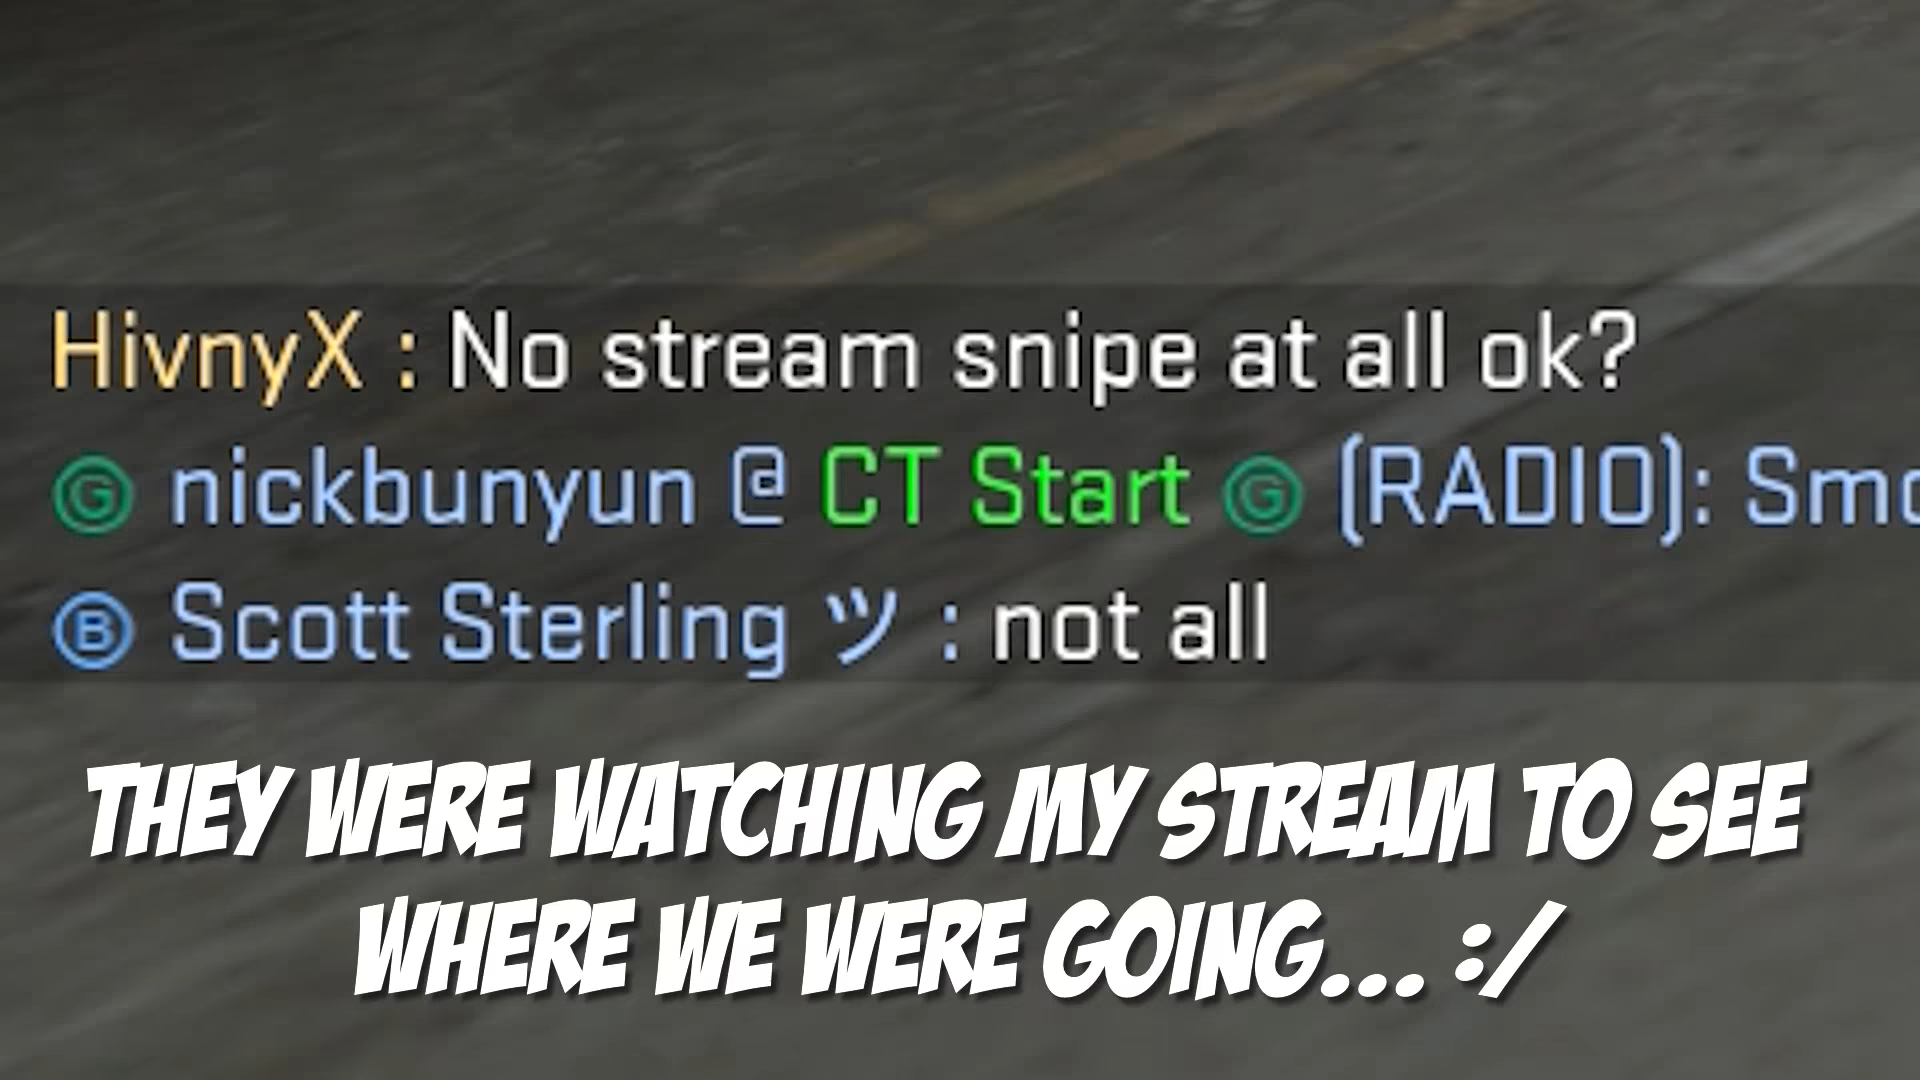 HivnyX : No stream snipe at all ok?
G nickbunyun @ CT Start G (RADIO): Smo
B Scott Sterling ツ : not all
THEY WERE WATCHING MY STREAM TO SEE
WHERE WE WERE GOING... :/